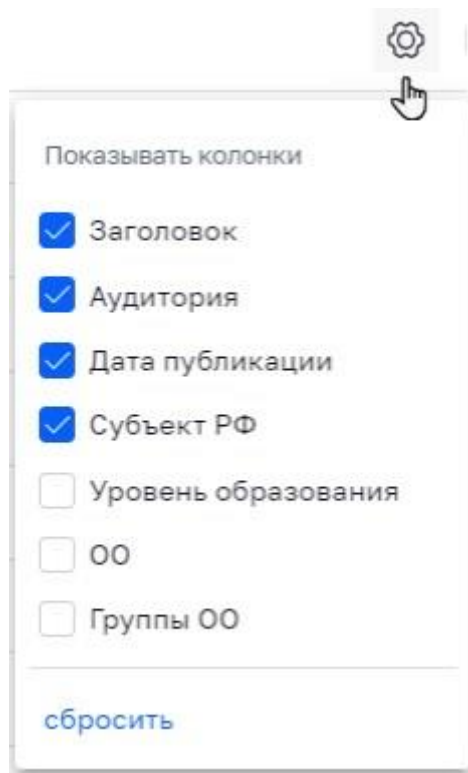 Показывать колонки
Заголовок
Аудитория
Дата публикации
Субъект РФ
Уровень образования
ОО
Группы ОО
сбросить